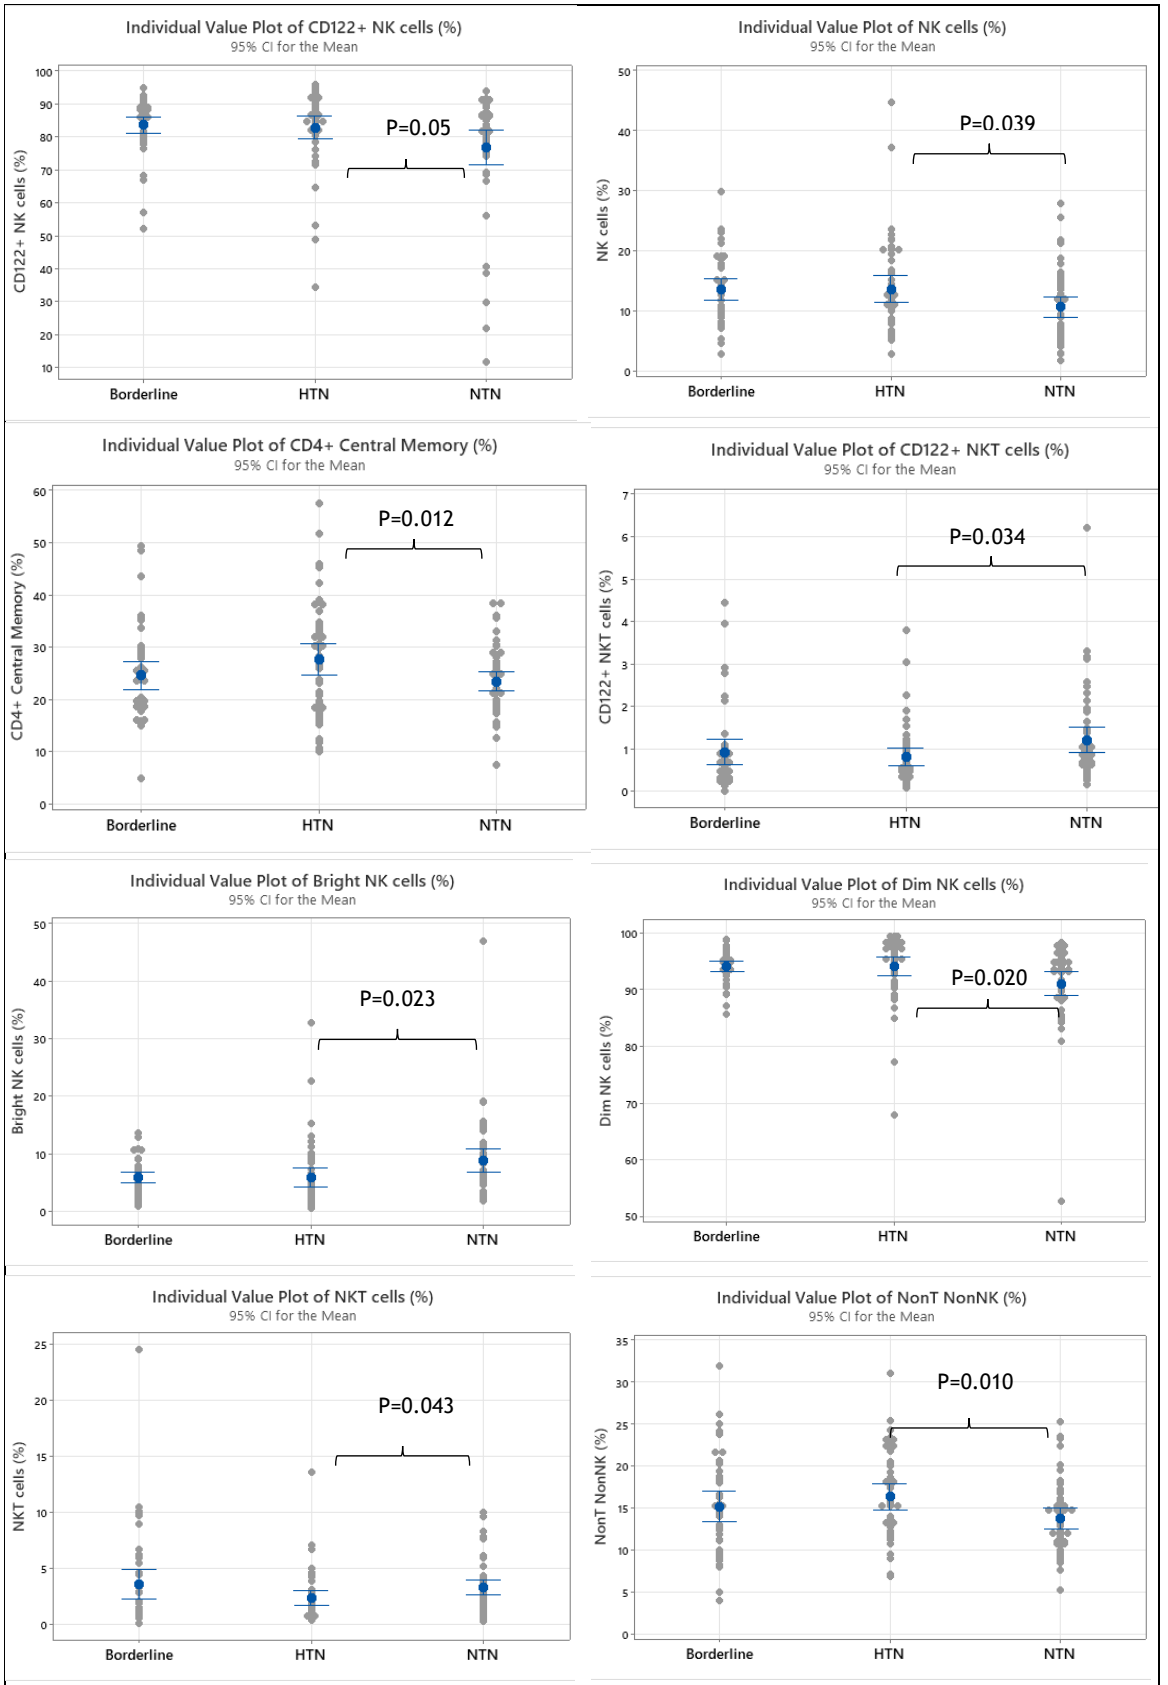 Individual Value Plot of CD122+ NK cells (%)
95% CI for the Mean
CD122+ NK cells (%)
100
90
80
70
60
50
40
30
20
10
P=0.05
Borderline
HTN
NTN
Individual Value Plot of NK cells (%)
95% CI for the Mean
NK cells (%)
50
40
30
20
10
0
P=0.039
Borderline
HTN
NTN
Individual Value Plot of CD4+ Central Memory (%)
95% CI for the Mean
CD4+ Central Memory (%)
60
50
40
30
20
10
0
P=0.012
Borderline
HTN
NTN
Individual Value Plot of CD122+ NKT cells (%)
95% CI for the Mean
CD122+ NKT cells (%)
7
6
5
4
3
2
1
0
P=0.034
Borderline
HTN
NTN
Individual Value Plot of Bright NK cells (%)
95% CI for the Mean
Bright NK cells (%)
50
40
30
20
10
0
P=0.023
Borderline
HTN
NTN
Individual Value Plot of Dim NK cells (%)
95% CI for the Mean
Dim NK cells (%)
100
90
80
70
60
50
P=0.020
Borderline
HTN
NTN
Individual Value Plot of NKT cells (%)
95% CI for the Mean
NKT cells (%)
25
20
15
10
5
0
P=0.043
Borderline
HTN
NTN
Individual Value Plot of NonT NonNK (%)
95% CI for the Mean
NonT NonNK (%)
35
30
25
20
15
10
5
0
P=0.010
Borderline
HTN
NTN